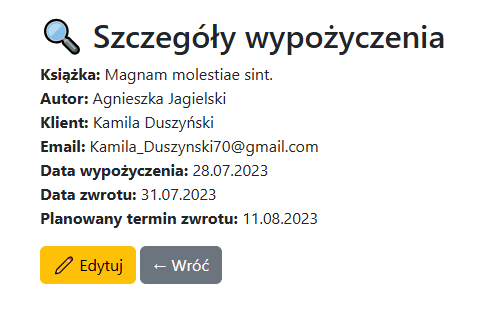 Szczegóły wypożyczenia
Książka: Magnam molestiae sint.
Autor: Agnieszka Jagielski
Klient: Kamila Duszyński
Email: Kamila_Duszynski70@gmail.com
Data wypożyczenia: 28.07.2023
Data zwrotu: 31.07.2023
Planowany termin zwrotu: 11.08.2023
Edytuj ← Wróć